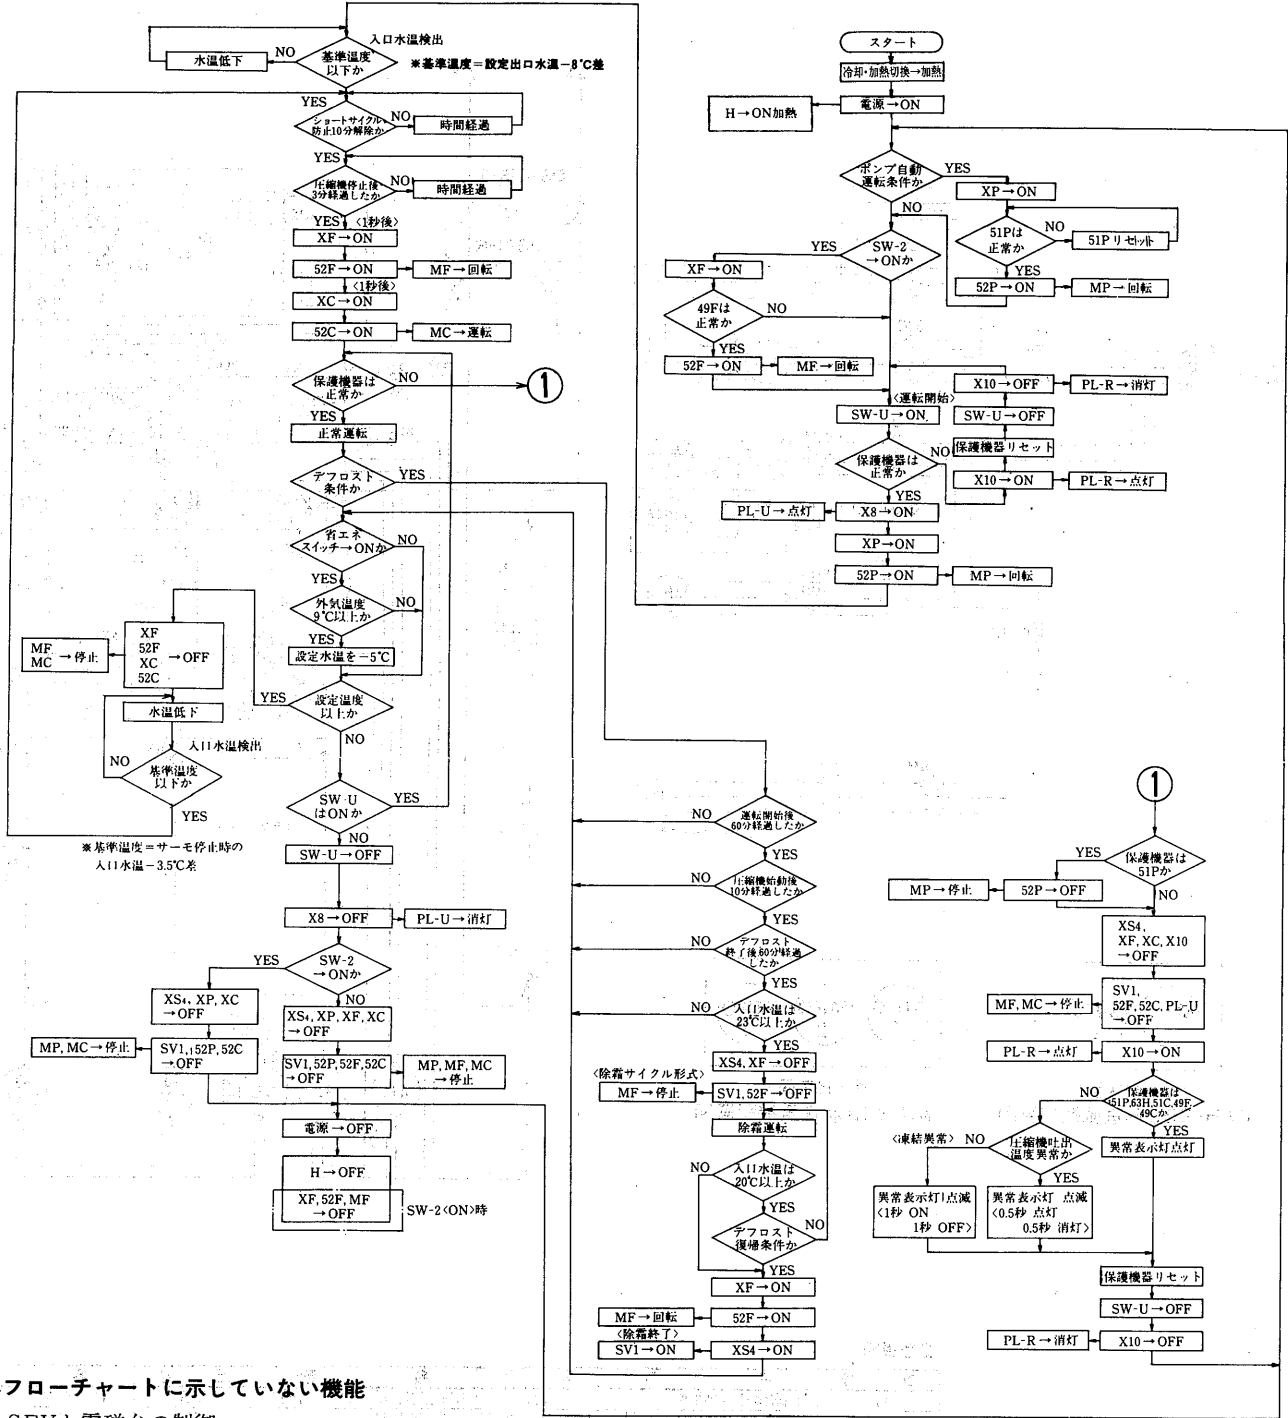 入口水温検出
基準温度
以下か
NO
水温低下
※基準温度＝設定出口水温－8℃差
YES
ショートサイクル
防止10分解除か
NO
時間経過
YES
圧縮機停止後
3分経過したか
NO
時間経過
YES
〈1秒後〉
XF→ON
52F→ON
MF→回転
〈1秒後〉
XC→ON
52C→ON
MC→運転
保護機器は
正常か
NO
①
YES
正常運転
デフロスト
条件か
YES
省エネ
スイッチ→ONか
NO
YES
外気温度
9℃以上か
NO
YES
設定水温を－5℃
設定温度
以上か
YES
NO
XF
52F
XC
52C
→OFF
MF
MC
→停止
水温低下
入口水温検出
基準温度
以下か
NO
YES
※基準温度＝サーモ停止時の
入口水温－3.5℃差
SW-U
はONか
YES
NO
SW-U→OFF
X8→OFF
PL-U→消灯
SW-2
→ONか
YES
NO
XS4, XP, XC
→OFF
XS4, XP, XF, XC
→OFF
MP, MC→停止
SV1, 52P, 52C
→OFF
SV1, 52P, 52F, 52C
→OFF
MP, MF, MC
→停止
電源→OFF
H→OFF
XF, 52F, MF
→OFF
SW-2〈ON〉時
スタート
冷却・加熱切換→加熱
電源→ON
H→ON加熱
ポンプ自動
運転条件か
YES
NO
XP→ON
51Pは
正常か
NO
51Pリセット
YES
52P→ON
MP→回転
SW-2
→ONか
YES
XF→ON
49Fは
正常か
NO
YES
52F→ON
MF→回転
〈運転開始〉
SW-U→ON
保護機器は
正常か
NO
YES
X10→OFF
PL-R→消灯
SW-U→OFF
保護機器リセット
X10→ON
PL-R→点灯
PL-U→点灯
X8→ON
XP→ON
52P→ON
MP→回転
運転開始後
60分経過したか
NO
YES
圧縮機始動後
10分経過したか
NO
YES
デフロスト
終了後60分経過
したか
NO
YES
入口水温は
23℃以上か
NO
YES
XS4, XF→OFF
〈除霜サイクル形式〉
MF→停止
SV1, 52F→OFF
除霜運転
入口水温は
20℃以上か
NO
YES
デフロスト
復帰条件か
NO
YES
XF→ON
MF→回転
52F→ON
〈除霜終了〉
SV1→ON
XS4→ON
①
保護機器は
51Pか
YES
NO
MP→停止
52P→OFF
XS4,
XF, XC, X10
→OFF
MF, MC→停止
SV1,
52F, 52C, PL-U
→OFF
PL-R→点灯
X10→ON
保護機器は
51P,63H,51C,49F,
49Cか
NO
YES
異常表示灯点灯
圧縮機吐出
温度異常か
〈凍結異常〉
NO
YES
異常表示灯点滅
〈1秒 ON
1秒 OFF〉
異常表示灯 点滅
〈0.5秒 点灯
0.5秒 消灯〉
保護機器リセット
SW-U→OFF
PL-R→消灯
X10→OFF
フローチャートに示していない機能